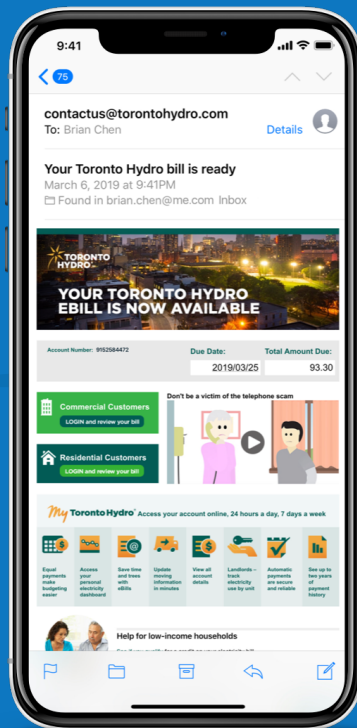 9:41
75
contactus@torontohydro.com
To: Brian Chen
Details
Your Toronto Hydro bill is ready
March 6, 2019 at 9:41PM
Found in brian.chen@me.com Inbox
TORONTO
HYDRO
YOUR TORONTO HYDRO
EBILL IS NOW AVAILABLE
Account Number: 9152584472
Due Date:
Total Amount Due:
2019/03/25
93.30
Commercial Customers
LOGIN and review your bill
Residential Customers
LOGIN and review your bill
Don't be a victim of the telephone scam
My Toronto Hydro™ Access your account online, 24 hours a day, 7 days a week
Equal
payments
make
budgeting
easier
Access
your
personal
electricity
dashboard
Save time
and trees
with
eBills
Update
moving
information
in minutes
View all
account
details
Landlords –
track
electricity
use by unit
Automatic
payments
are secure
and reliable
See up to
two years
of
payment
history
Help for low-income households